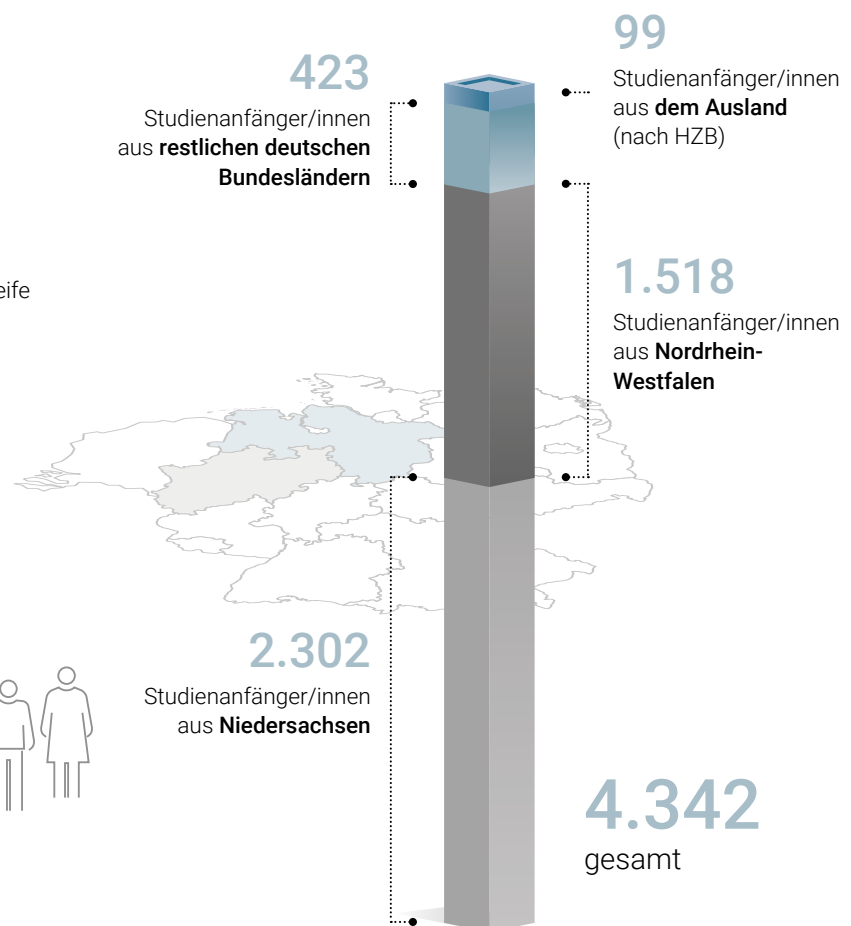 99
Studienanfänger/innen
aus dem Ausland
(nach HZB)
423
Studienanfänger/innen
aus restlichen deutschen
Bundesländern
1.518
Studienanfänger/innen
aus Nordrhein-
Westfalen
2.302
Studienanfänger/innen
aus Niedersachsen
4.342
gesamt